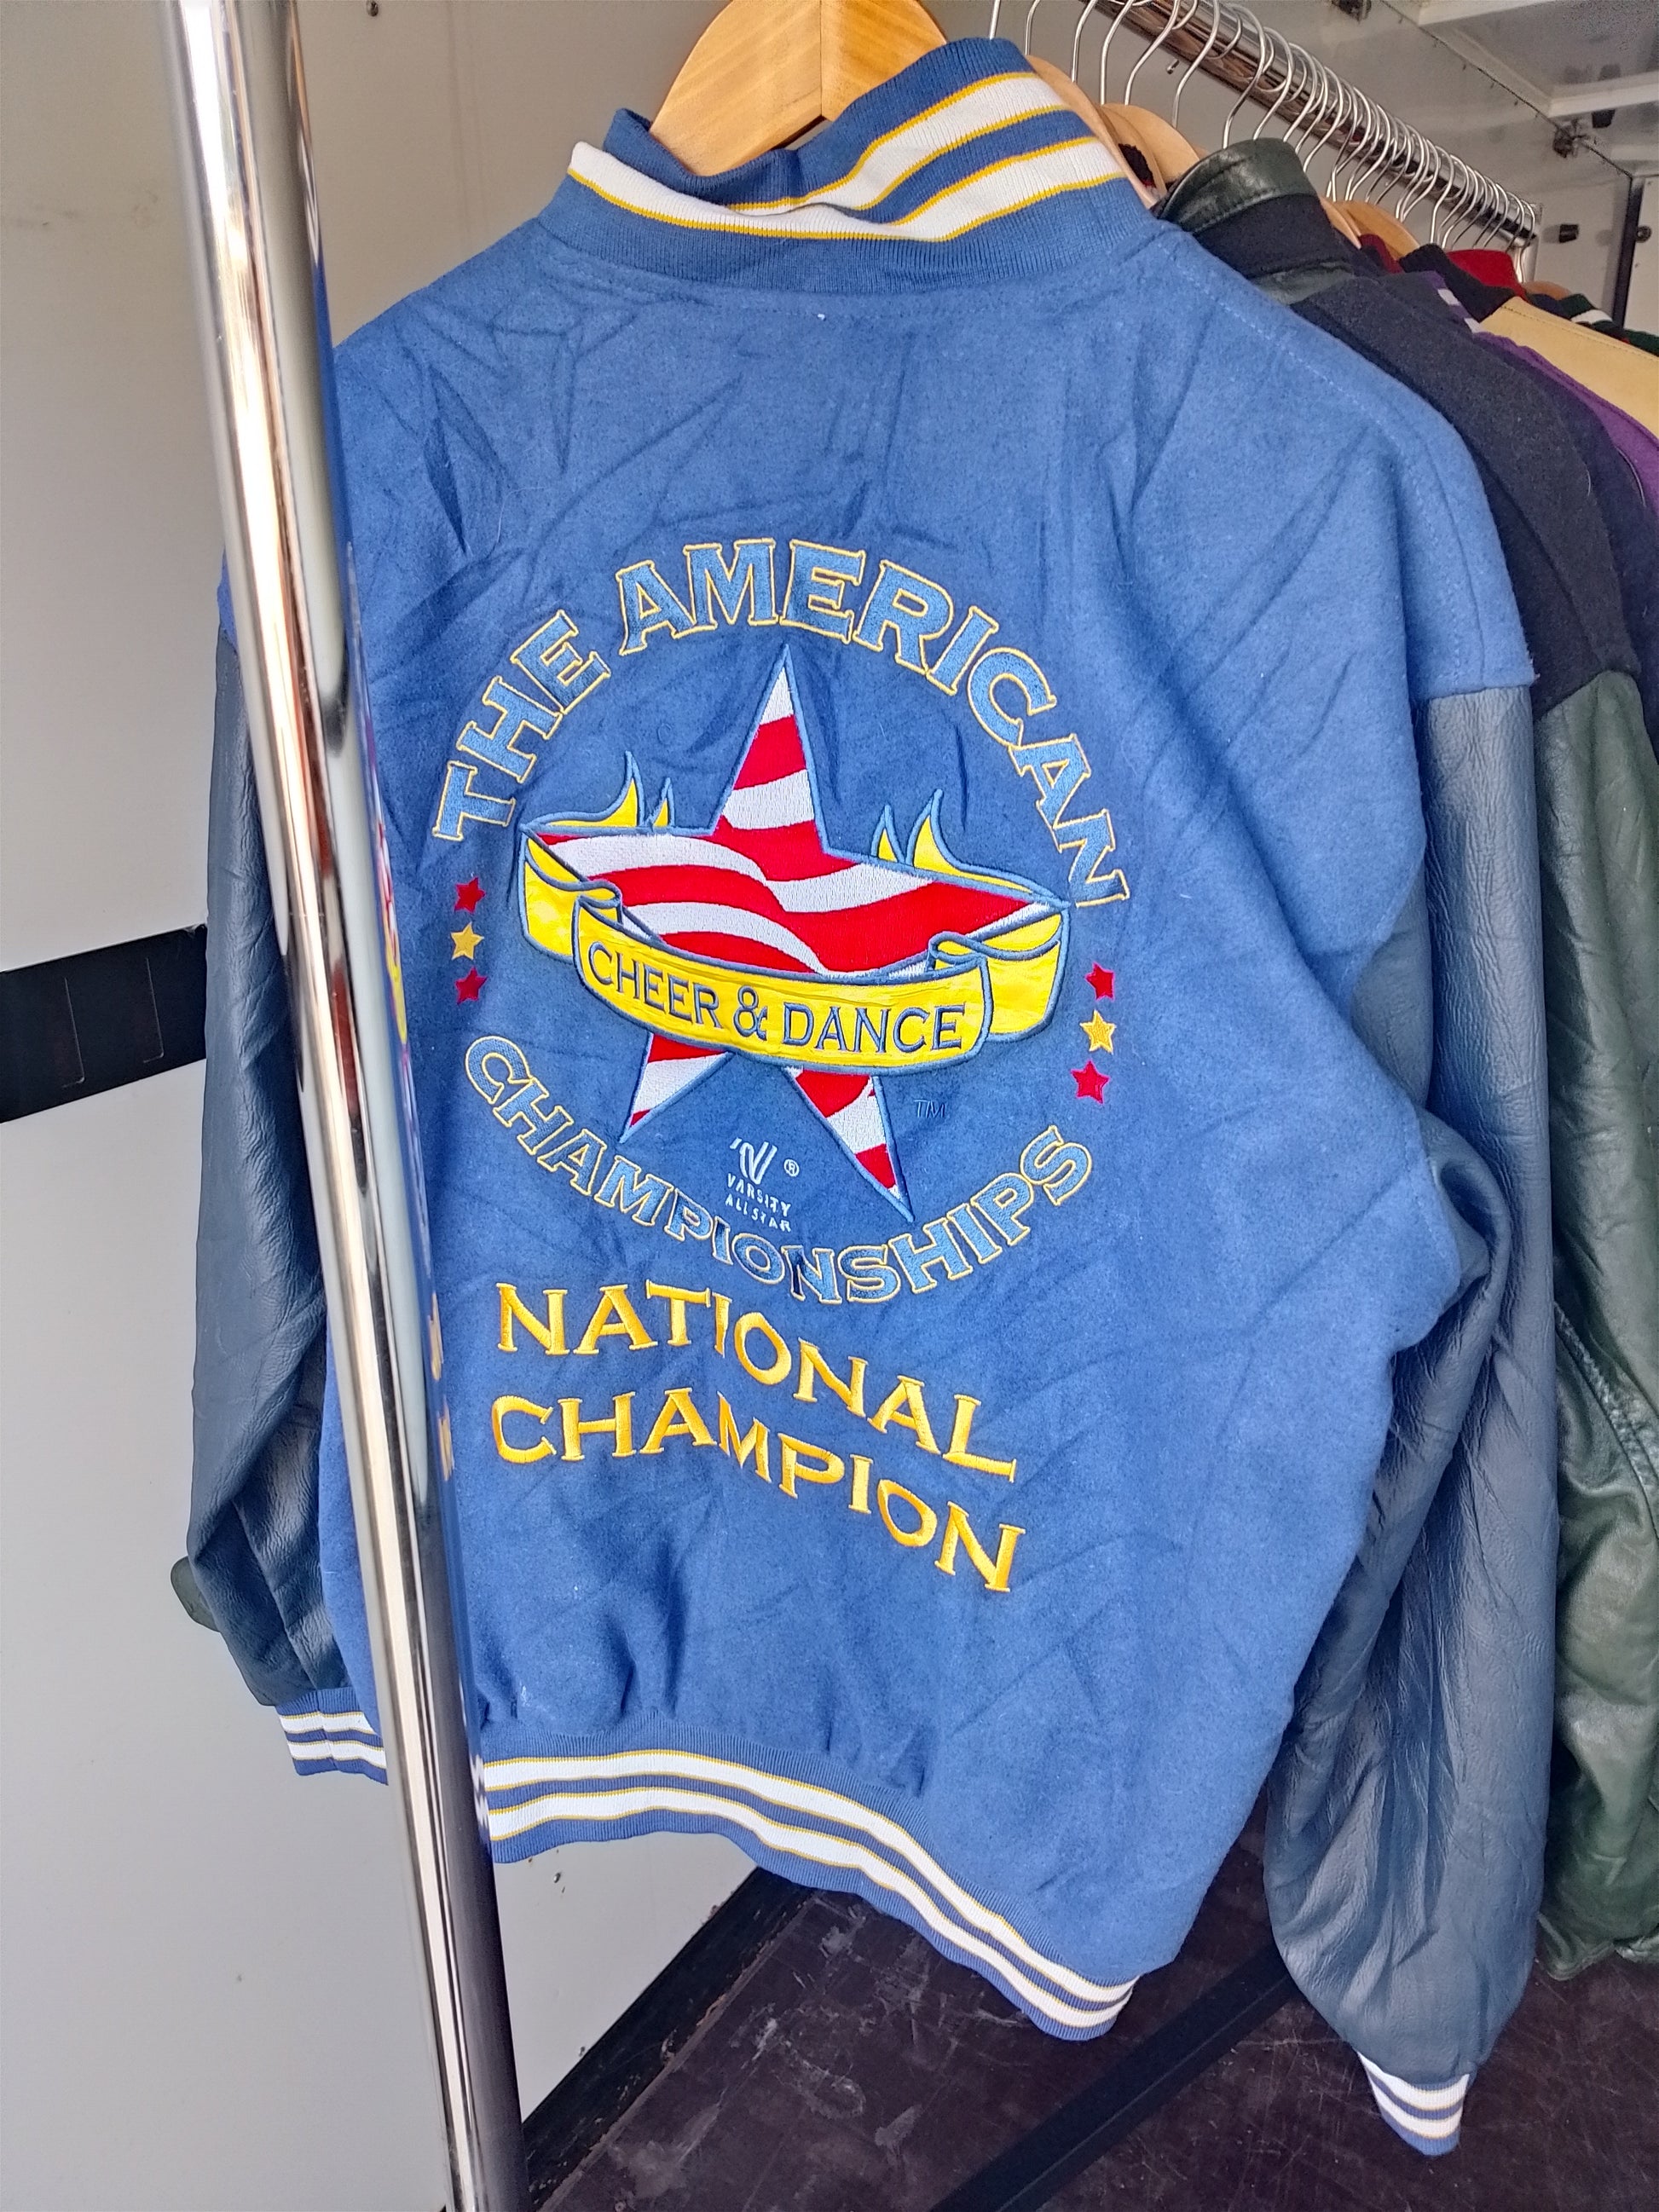 THE AMERICAN
CHEER & DANCE
TM
®
VARSITY
ALL STAR
CHAMPIONSHIPS
NATIONAL
CHAMPION